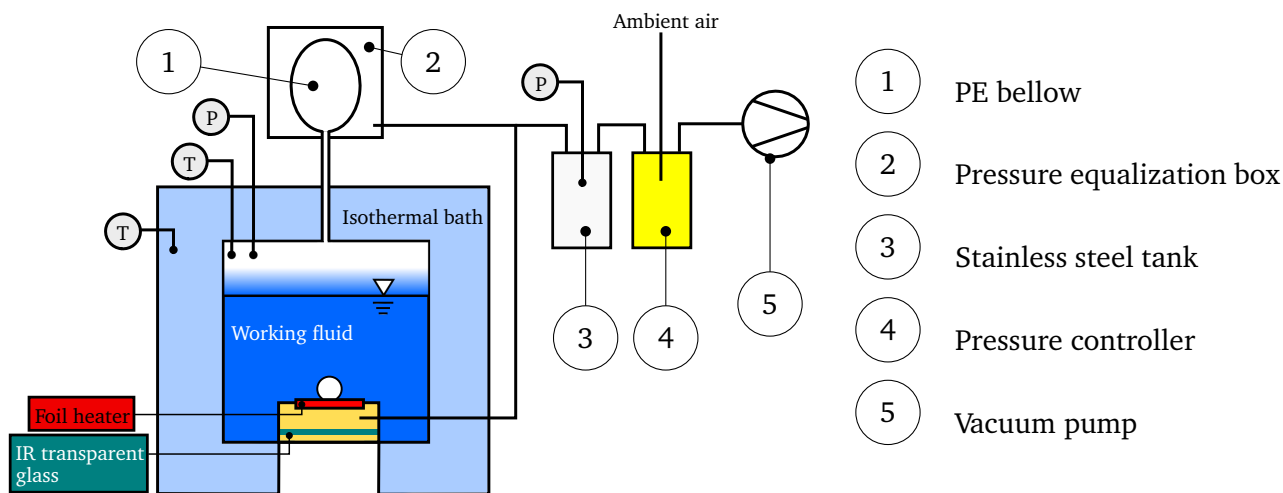 Ambient air
1
2
P
P
T
T
Isothermal bath
Working fluid
3
4
5
Foil heater
IR transparent
glass
1 PE bellow
2 Pressure equalization box
3 Stainless steel tank
4 Pressure controller
5 Vacuum pump